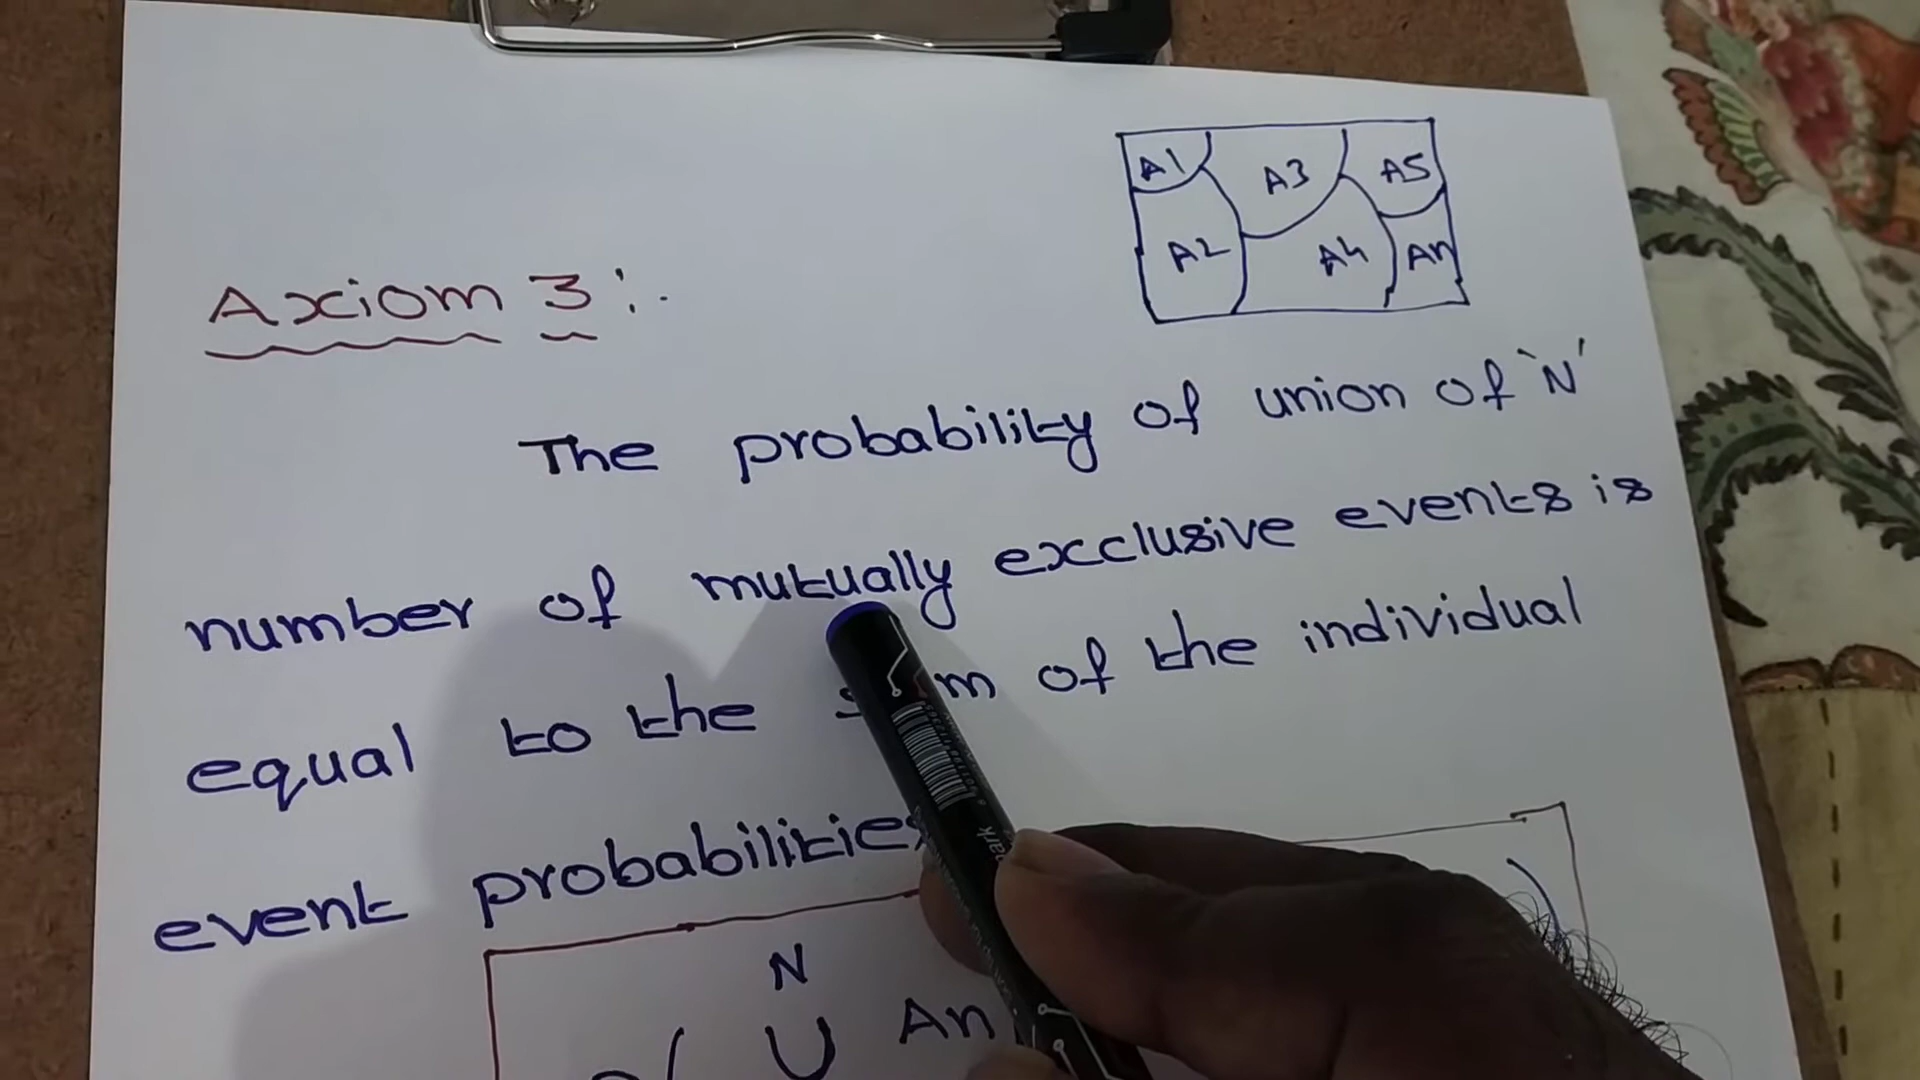 A1 A3 A5
A2 A4 An
Axiom 3:-
The probability of union of 'N'
number of mutually exclusive events is
equal to the of the individual
event probabilities
N
U An